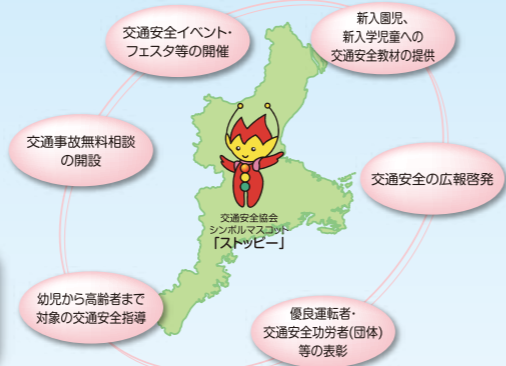 交通安全イベント・
フェスタ等の開催
新入園児、
新入学児童への
交通安全教材の提供
交通事故無料相談
の開設
交通安全の広報啓発
交通安全協会
シンボルマスコット
「ストッピー」
幼児から高齢者まで
対象の交通安全指導
優良運転者・
交通安全功労者(団体)
等の表彰